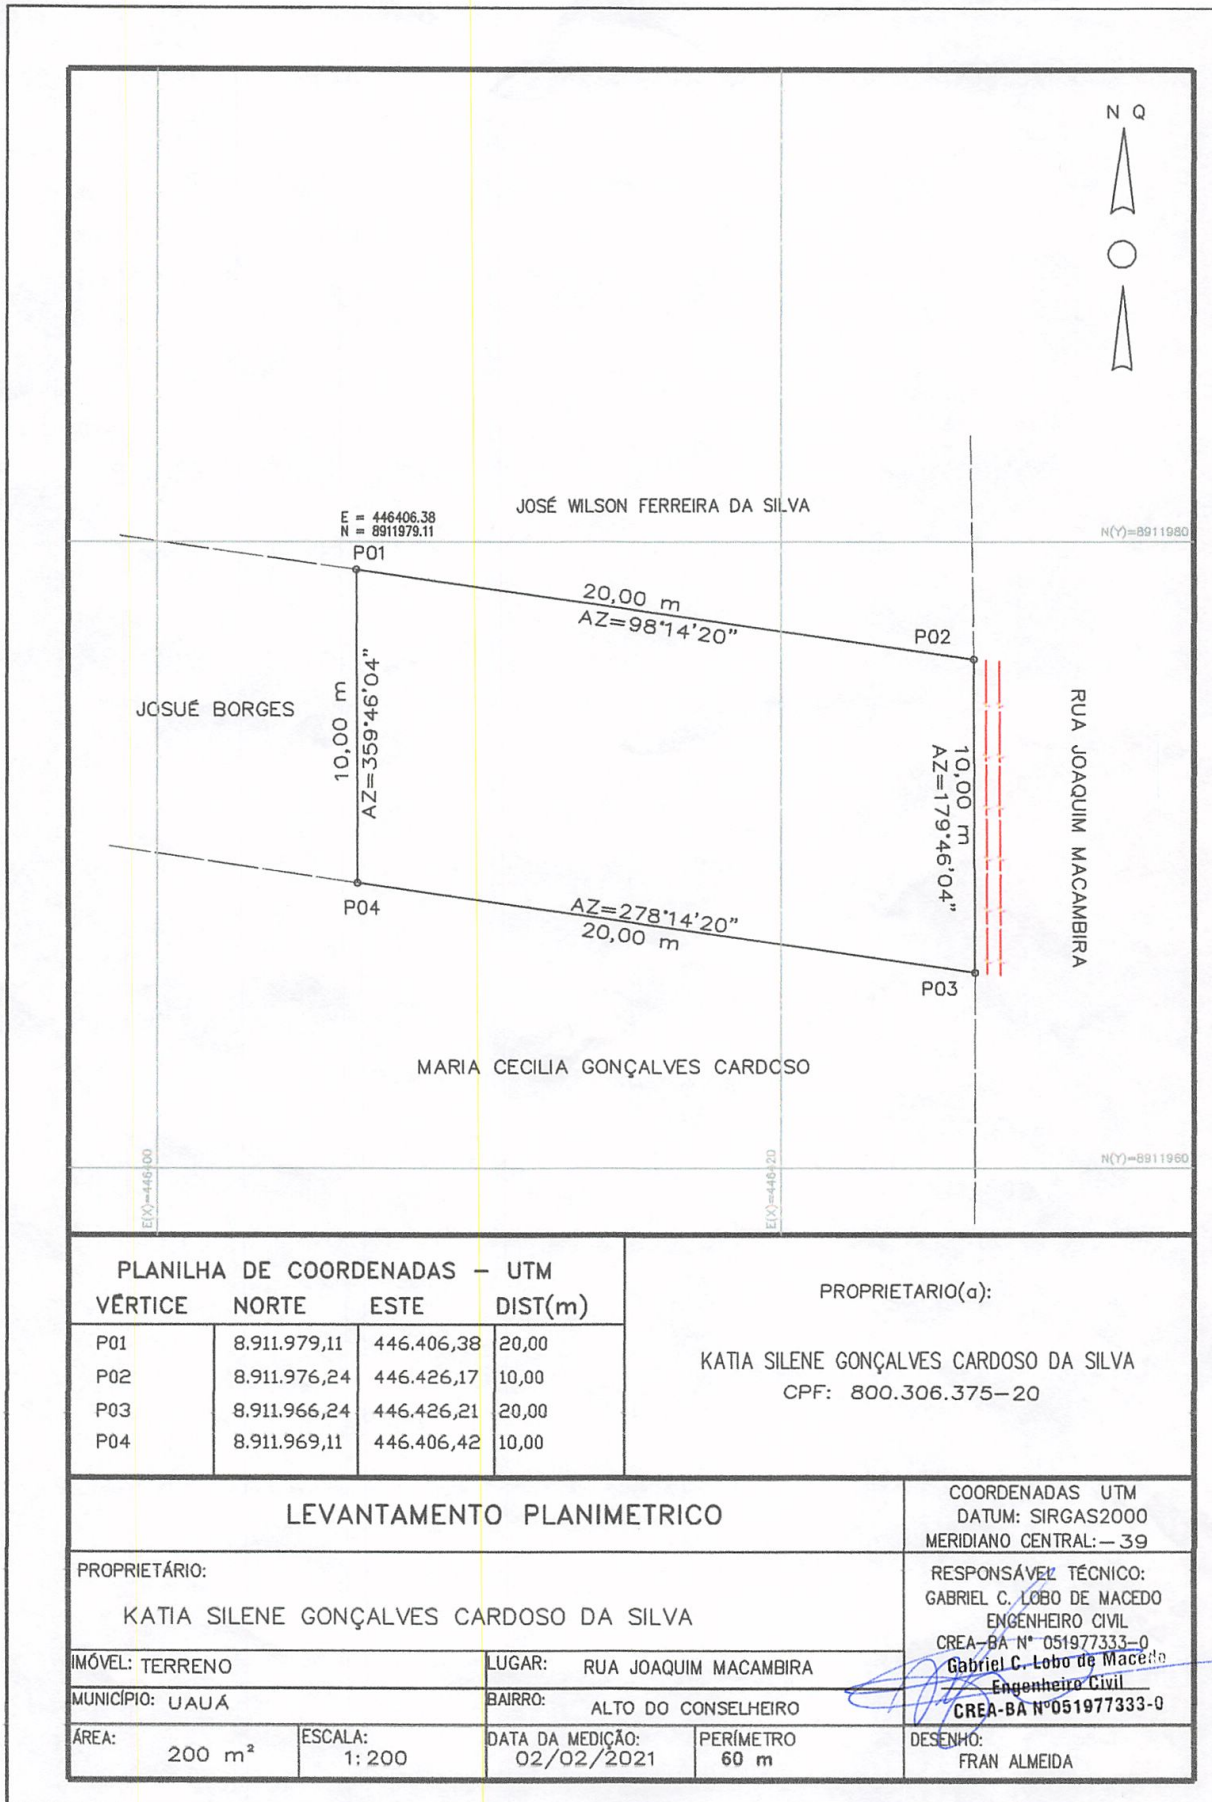 N Q
JOSÉ WILSON FERREIRA DA SILVA
E = 446406.38
N = 8911979.11
N(Y)=8911980
P01
20,00 m
AZ=98°14'20"
P02
JOSUÉ BORGES
10,00 m
AZ=359°46'04"
10,00 m
AZ=179°46'04"
RUA JOAQUIM MACAMBIRA
P04
AZ=278°14'20"
20,00 m
P03
MARIA CECILIA GONÇALVES CARDOSO
E(X)=446400
E(X)=446420
N(Y)=8911960
PLANILHA DE COORDENADAS – UTM
VÉRTICE NORTE ESTE DIST(m)
P01 8.911.979,11 446.406,38 20,00
P02 8.911.976,24 446.426,17 10,00
P03 8.911.966,24 446.426,21 20,00
P04 8.911.969,11 446.406,42 10,00
PROPRIETARIO(a):
KATIA SILENE GONÇALVES CARDOSO DA SILVA
CPF: 800.306.375-20
LEVANTAMENTO PLANIMETRICO
COORDENADAS UTM
DATUM: SIRGAS2000
MERIDIANO CENTRAL:-39
PROPRIETÁRIO:
KATIA SILENE GONÇALVES CARDOSO DA SILVA
RESPONSÁVEL TÉCNICO:
GABRIEL C. LOBO DE MACEDO
ENGENHEIRO CIVIL
CREA-BA N° 051977333-0
Gabriel C. Lobo de Macedo
Engenheiro Civil
CREA-BA Nº051977333-0
IMÓVEL: TERRENO
LUGAR: RUA JOAQUIM MACAMBIRA
MUNICÍPIO: UAUÁ
BAIRRO: ALTO DO CONSELHEIRO
ÁREA: 200 m²
ESCALA: 1:200
DATA DA MEDIÇÃO: 02/02/2021
PERÍMETRO 60 m
DESENHO: FRAN ALMEIDA